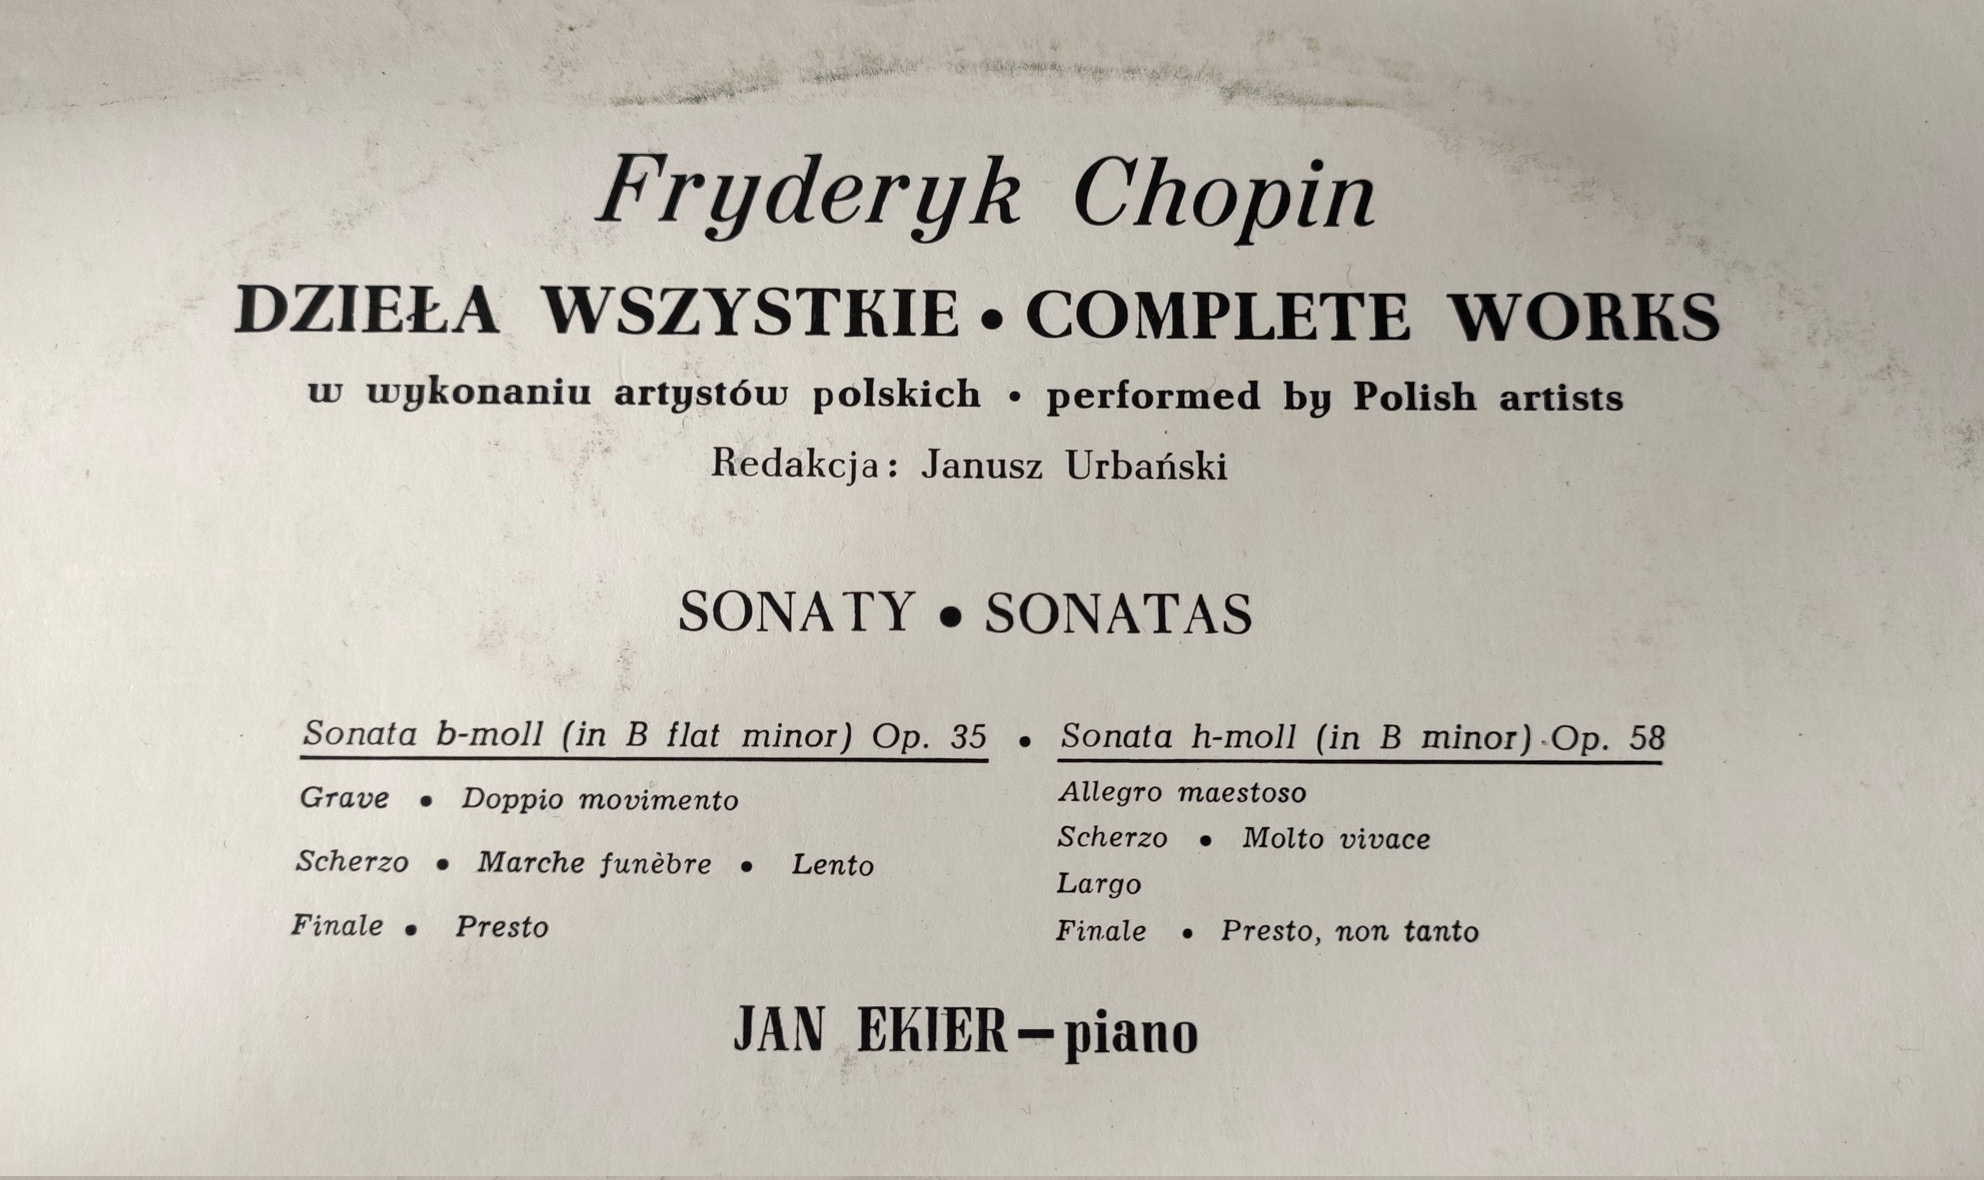 Fryderyk Chopin
DZIEŁA WSZYSTKIE • COMPLETE WORKS
w wykonaniu artystów polskich • performed by Polish artists
Redakcja: Janusz Urbański
SONATY • SONATAS
Sonata b-moll (in B flat minor) Op. 35 • Sonata h-moll (in B minor) Op. 58
Grave • Doppio movimento
Scherzo • Marche funèbre • Lento
Finale • Presto
Allegro maestoso
Scherzo • Molto vivace
Largo
Finale • Presto, non tanto
JAN EKIER — piano